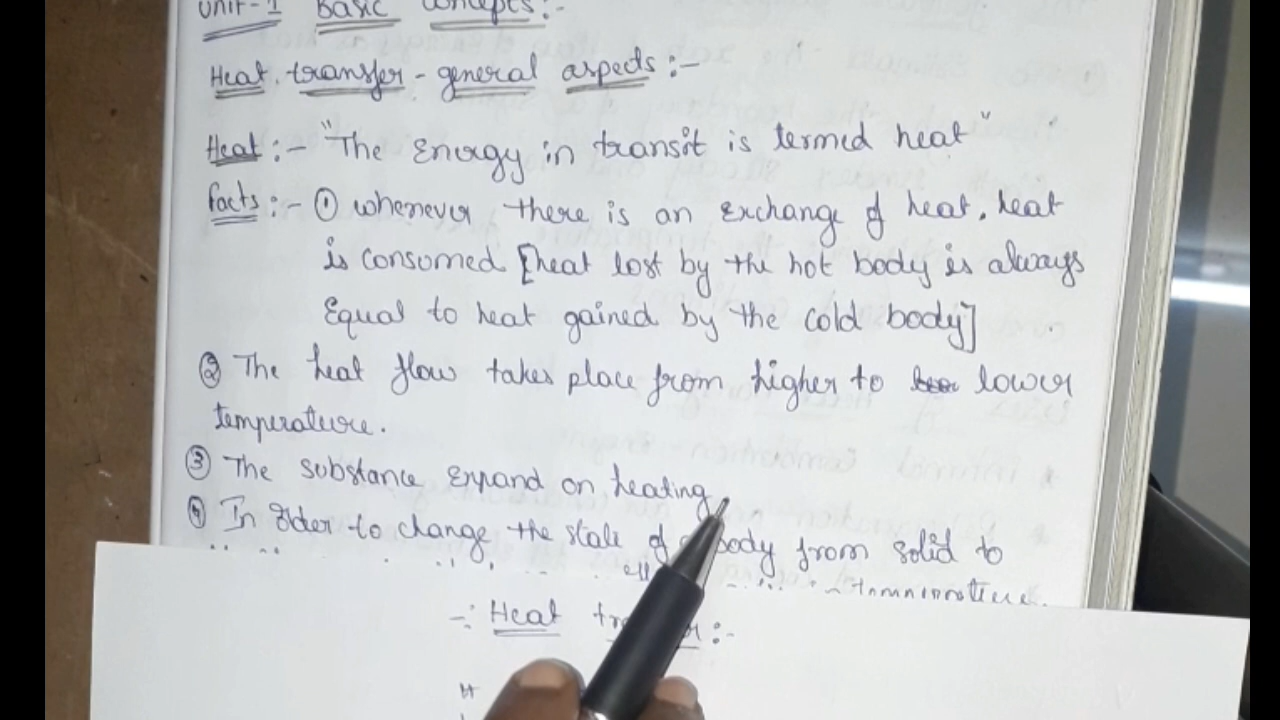 Unit-1 Basic Concepts:-
Heat transfer - general aspects :-
Heat :- "The Energy in transit is termed heat"
facts :- ① whenever there is an Exchange of heat, heat
is consomed [heat lost by the hot body is always
Equal to heat gained by the cold body]
② The heat flow takes place from higher to lower
temperature.
③ The substance Expand on heating
④ In order to change the state of body from solid to
temperature.
-: Heat :-